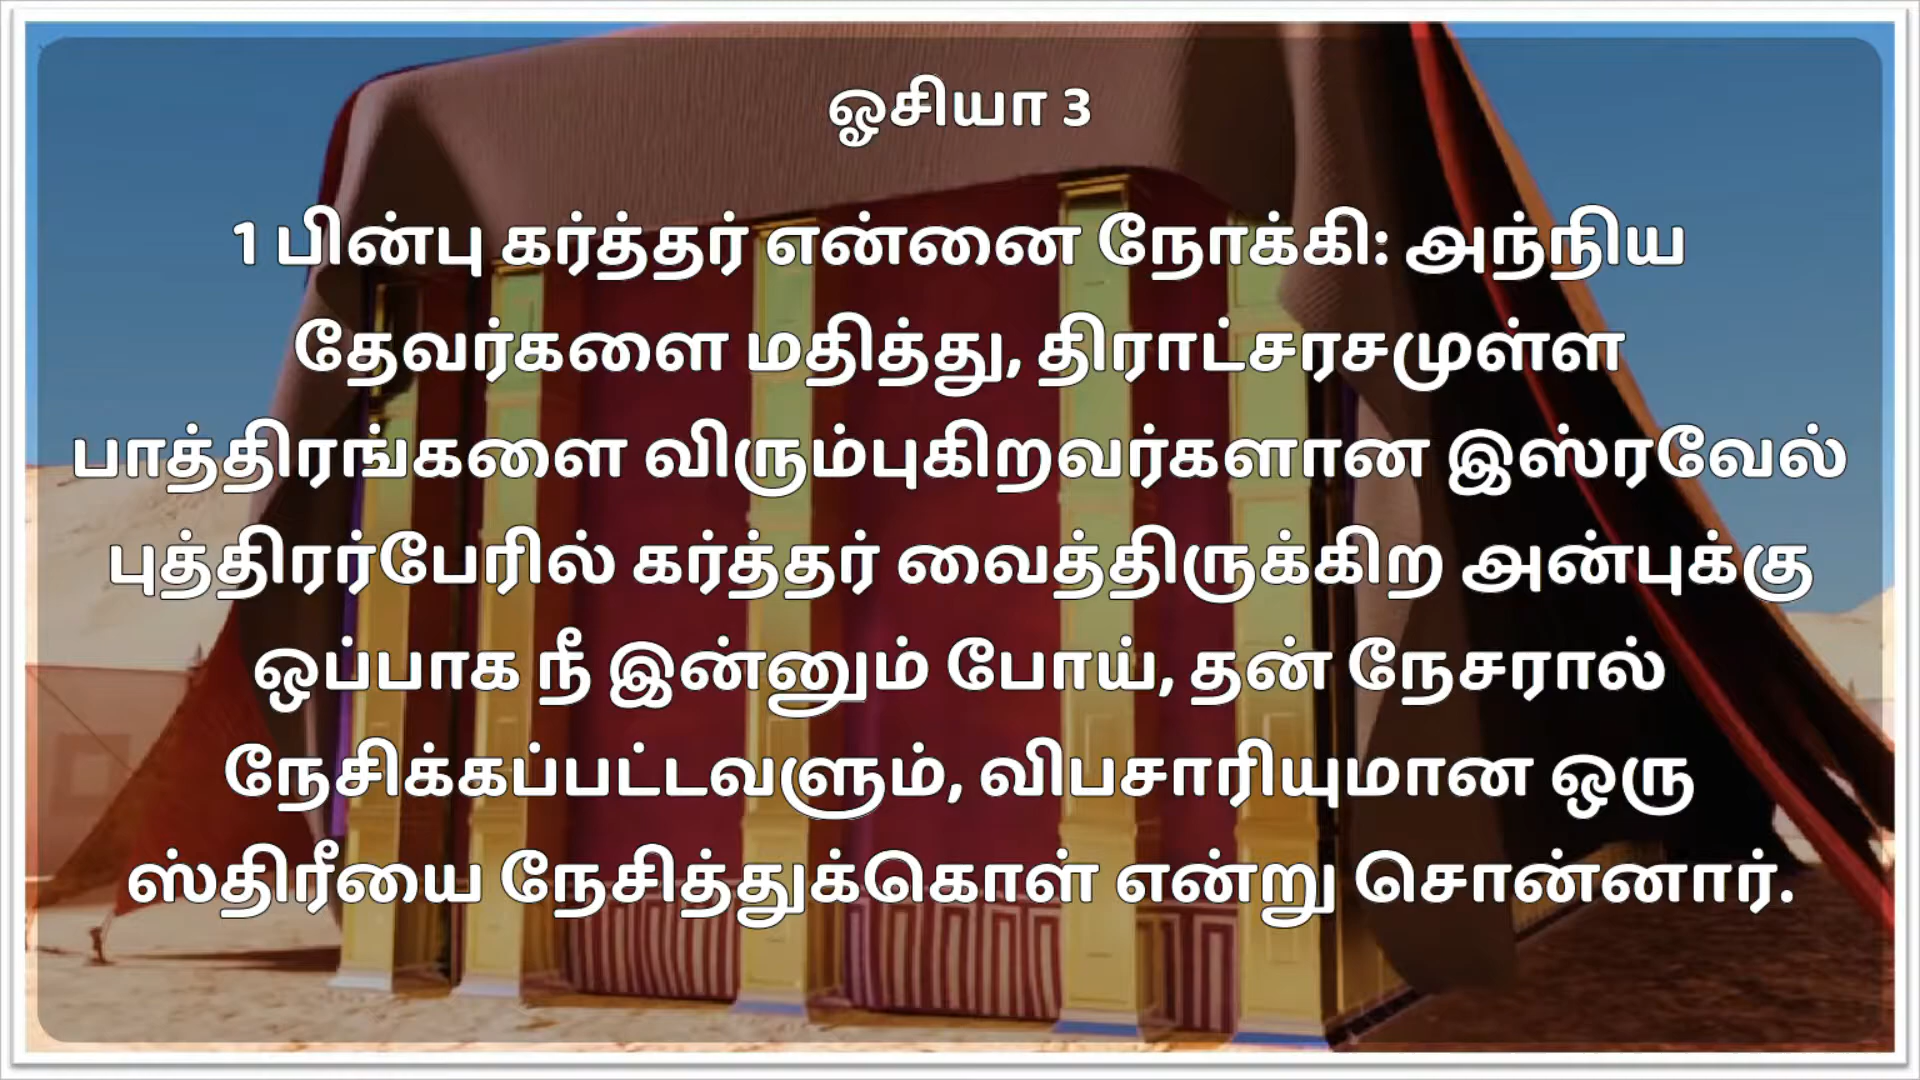 ஓசியா 3
1 பின்பு கர்த்தர் என்னை நோக்கி: அந்நிய
தேவர்களை மதித்து, திராட்சரசமுள்ள
பாத்திரங்களை விரும்புகிறவர்களான இஸ்ரவேல்
புத்திரர்பேரில் கர்த்தர் வைத்திருக்கிற அன்புக்கு
ஒப்பாக நீ இன்னும் போய், தன் நேசரால்
நேசிக்கப்பட்டவளும், விபசாரியுமான ஒரு
ஸ்திரீயை நேசித்துக்கொள் என்று சொன்னார்.